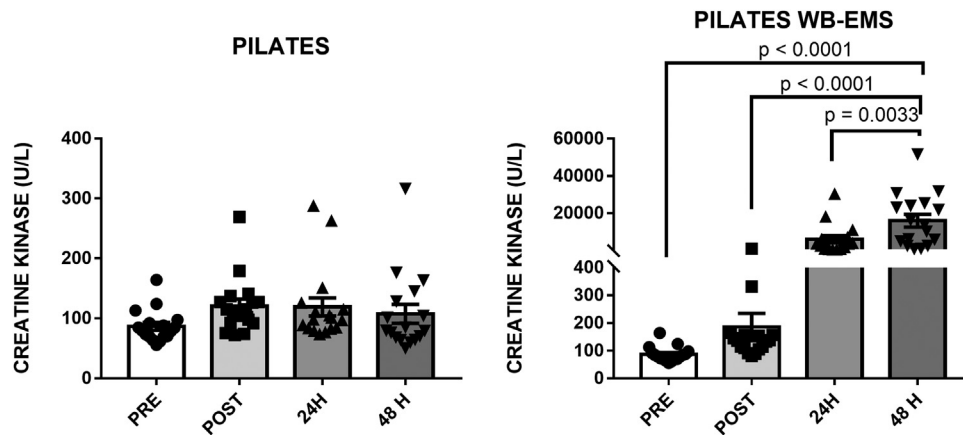 PILATES
CREATINE KINASE (U/L)
400
300
200
100
0
PRE
POST
24H
48 H
PILATES WB-EMS
p < 0.0001
p < 0.0001
p = 0.0033
CREATINE KINASE (U/L)
60000
40000
20000
400
300
200
100
0
PRE
POST
24H
48 H